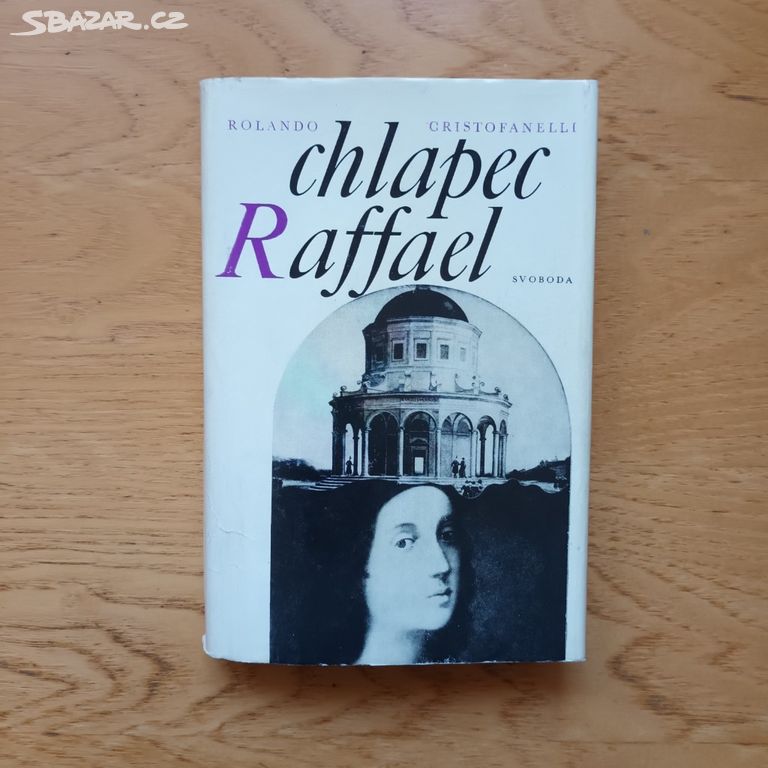 SBAZAR.CZ
ROLANDO CRISTOFANELLI
chlapec
Raffael
SVOBODA